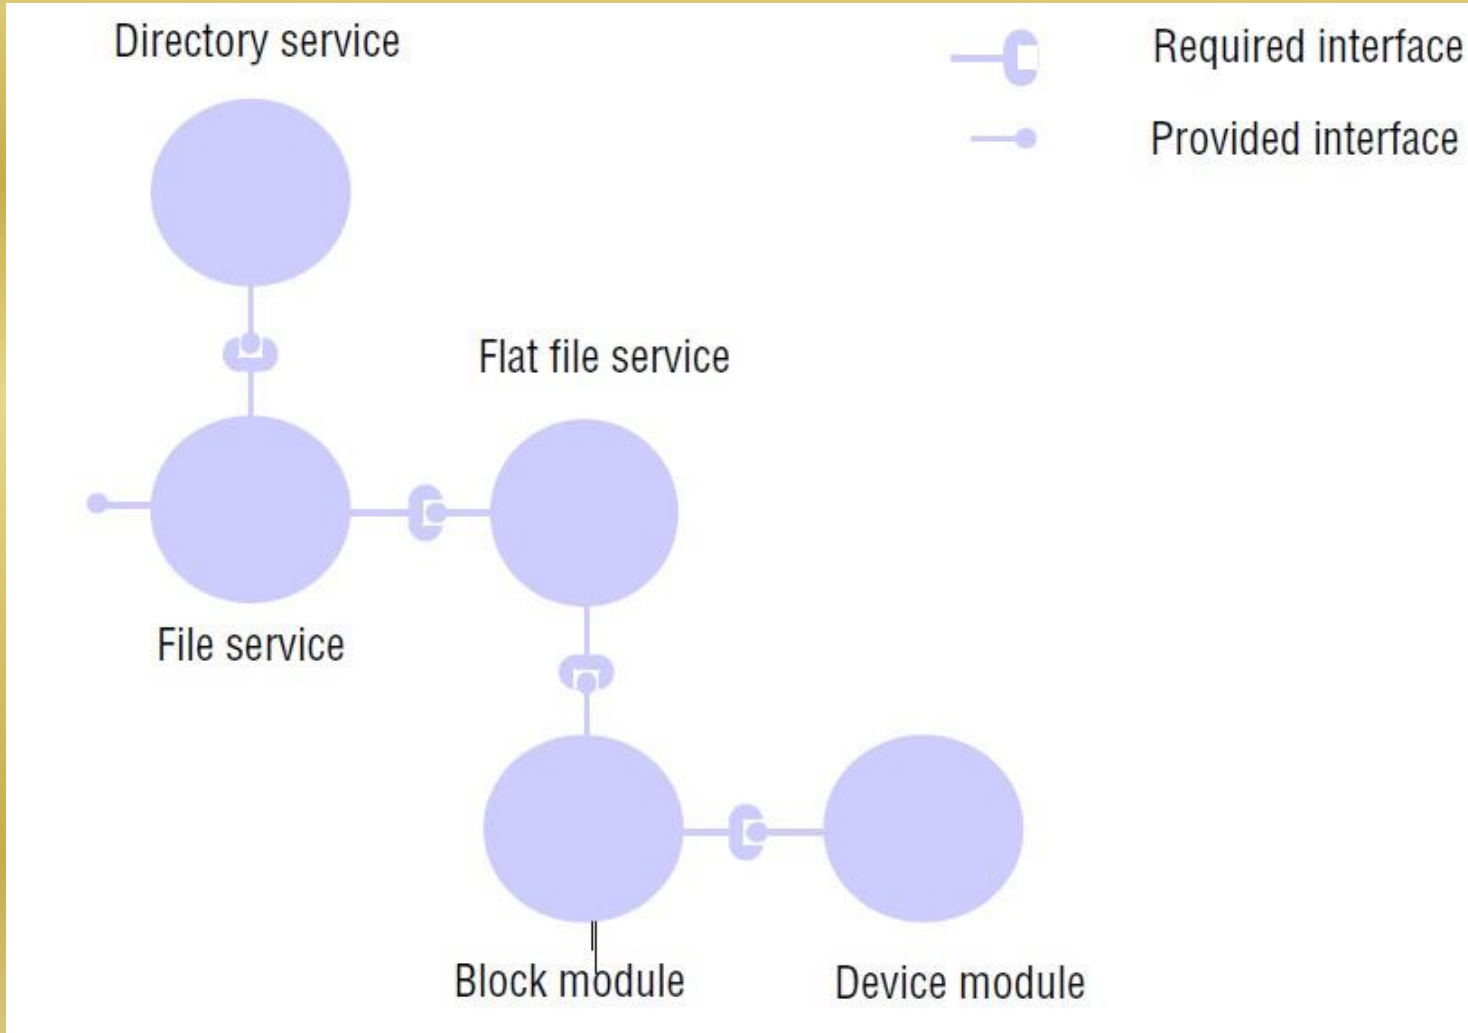 Directory service
Required interface
Provided interface
Flat file service
File service
Block module
Device module